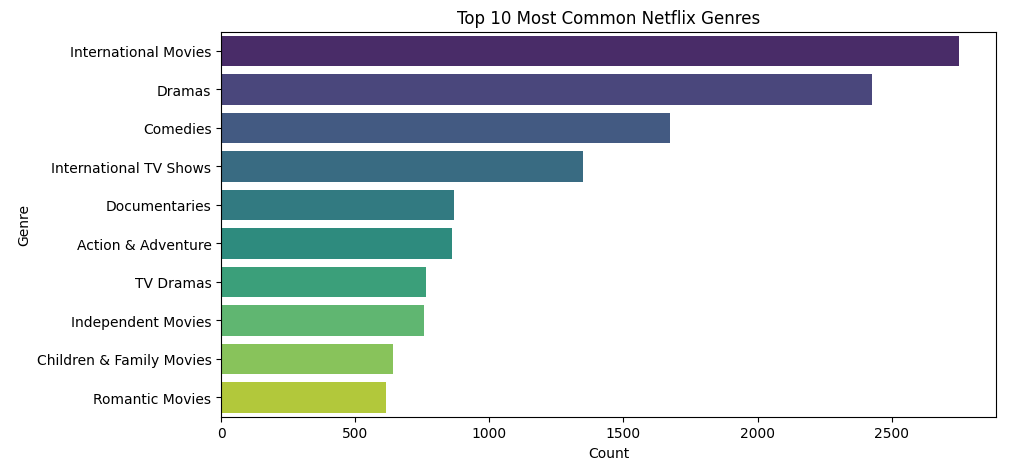 Top 10 Most Common Netflix Genres
International Movies
Dramas
Comedies
International TV Shows
Documentaries
Action & Adventure
TV Dramas
Independent Movies
Children & Family Movies
Romantic Movies
Genre
0 500 1000 1500 2000 2500
Count